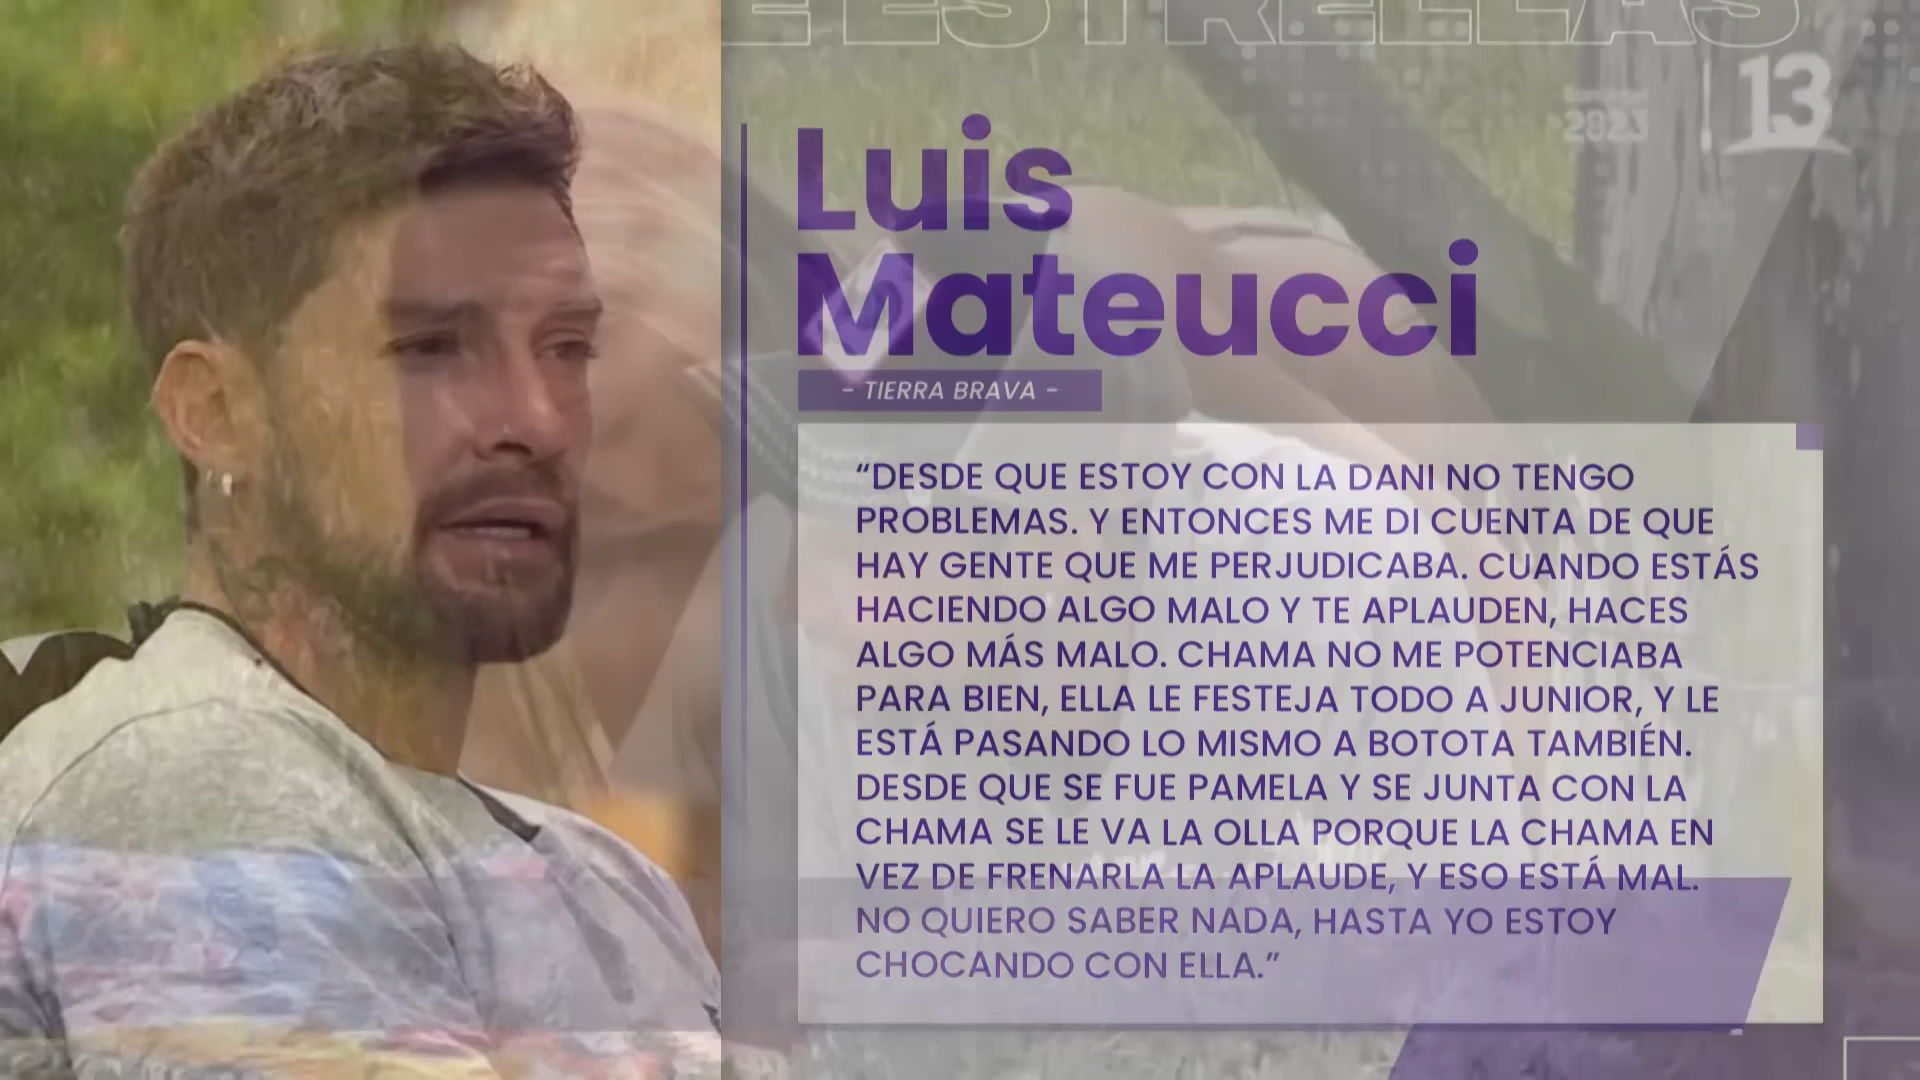 E ESTRELLAS
2023 | 13
Luis
Mateucci
- TIERRA BRAVA -
“DESDE QUE ESTOY CON LA DANI NO TENGO
PROBLEMAS. Y ENTONCES ME DI CUENTA DE QUE
HAY GENTE QUE ME PERJUDICABA. CUANDO ESTÁS
HACIENDO ALGO MALO Y TE APLAUDEN, HACES
ALGO MÁS MALO. CHAMA NO ME POTENCIABA
PARA BIEN, ELLA LE FESTEJA TODO A JUNIOR, Y LE
ESTÁ PASANDO LO MISMO A BOTOTA TAMBIÉN.
DESDE QUE SE FUE PAMELA Y SE JUNTA CON LA
CHAMA SE LE VA LA OLLA PORQUE LA CHAMA EN
VEZ DE FRENARLA LA APLAUDE, Y ESO ESTÁ MAL.
NO QUIERO SABER NADA, HASTA YO ESTOY
CHOCANDO CON ELLA.”